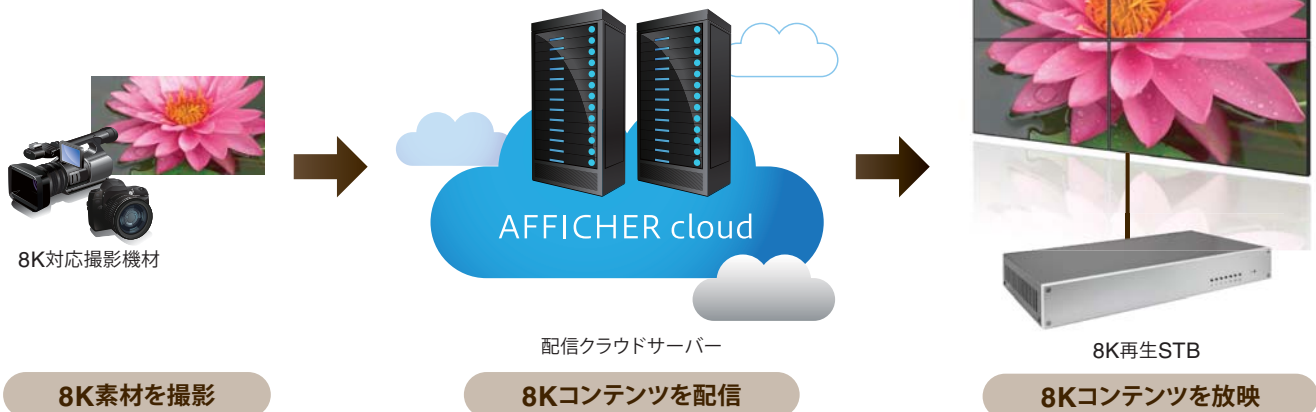 AFFICHER cloud
8K対応撮影機材
配信クラウドサーバー
8K再生STB
8K素材を撮影
8Kコンテンツを配信
8Kコンテンツを放映